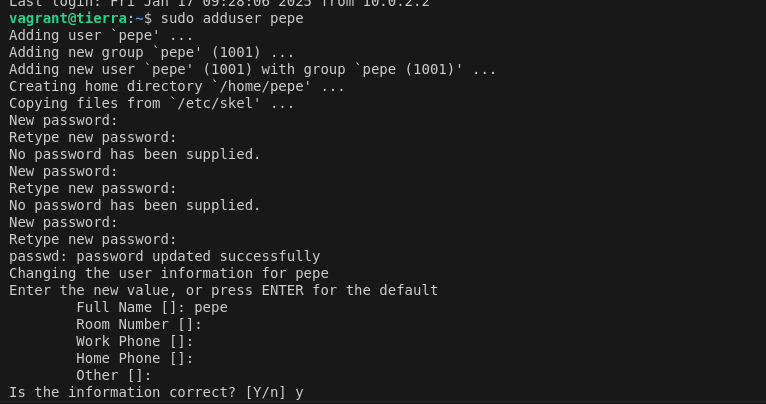 Last login: Fri Jan 17 09:28:06 2025 from 10.0.2.2
vagrant@tierra:~$ sudo adduser pepe
Adding user `pepe' ...
Adding new group `pepe' (1001) ...
Adding new user `pepe' (1001) with group `pepe (1001)' ...
Creating home directory `/home/pepe' ...
Copying files from `/etc/skel' ...
New password:
Retype new password:
No password has been supplied.
New password:
Retype new password:
No password has been supplied.
New password:
Retype new password:
passwd: password updated successfully
Changing the user information for pepe
Enter the new value, or press ENTER for the default
        Full Name []: pepe
        Room Number []:
        Work Phone []:
        Home Phone []:
        Other []:
Is the information correct? [Y/n] y